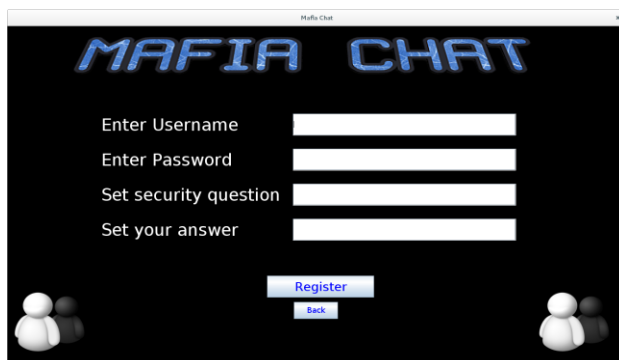 Mafia Chat
MAFIA CHAT
Enter Username
Enter Password
Set security question
Set your answer
Register
Back